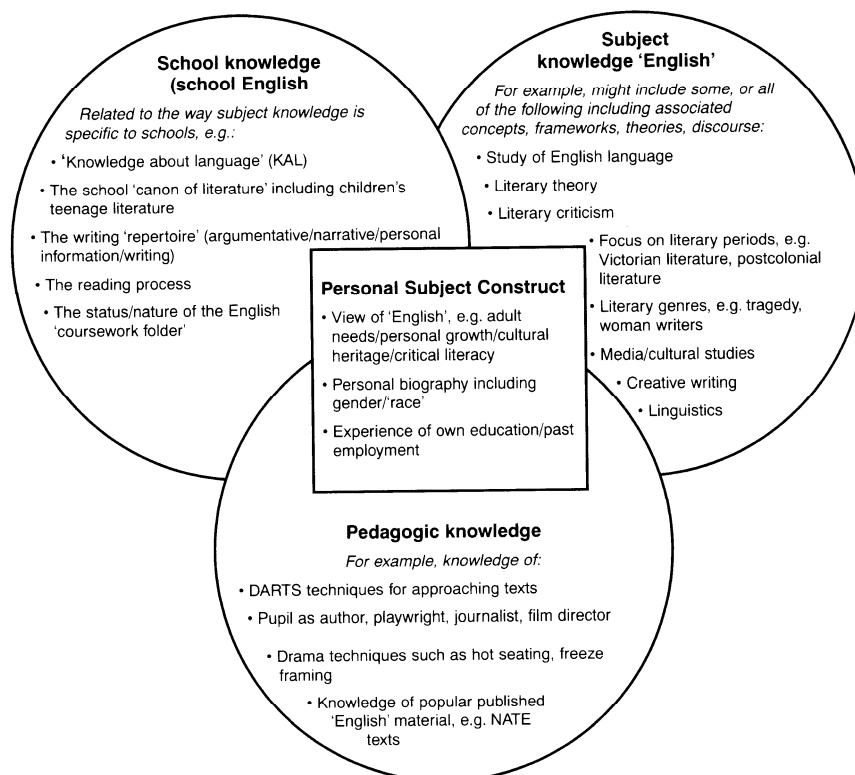 School knowledge
(school English
Related to the way subject knowledge is
specific to schools, e.g.:
• 'Knowledge about language' (KAL)
• The school 'canon of literature' including children's
teenage literature
• The writing 'repertoire' (argumentative/narrative/personal
information/writing)
• The reading process
• The status/nature of the English
'coursework folder'
Subject
knowledge 'English'
For example, might include some, or all
of the following including associated
concepts, frameworks, theories, discourse:
• Study of English language
• Literary theory
• Literary criticism
• Focus on literary periods, e.g.
Victorian literature, postcolonial
literature
• Literary genres, e.g. tragedy,
woman writers
• Media/cultural studies
• Creative writing
• Linguistics
Personal Subject Construct
• View of 'English', e.g. adult
needs/personal growth/cultural
heritage/critical literacy
• Personal biography including
gender/'race'
• Experience of own education/past
employment
Pedagogic knowledge
For example, knowledge of:
• DARTS techniques for approaching texts
• Pupil as author, playwright, journalist, film director
• Drama techniques such as hot seating, freeze
framing
• Knowledge of popular published
'English' material, e.g. NATE
texts